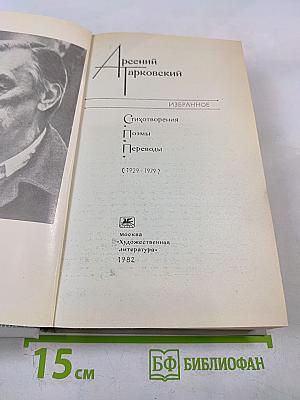 Арсений
Тарковский
ИЗБРАННОЕ
Стихотворения
Поэмы
Переводы
(1929-1979)
МОСКВА
«Художественная
литература»
1982
15 см
БФ БИБЛИОФАН